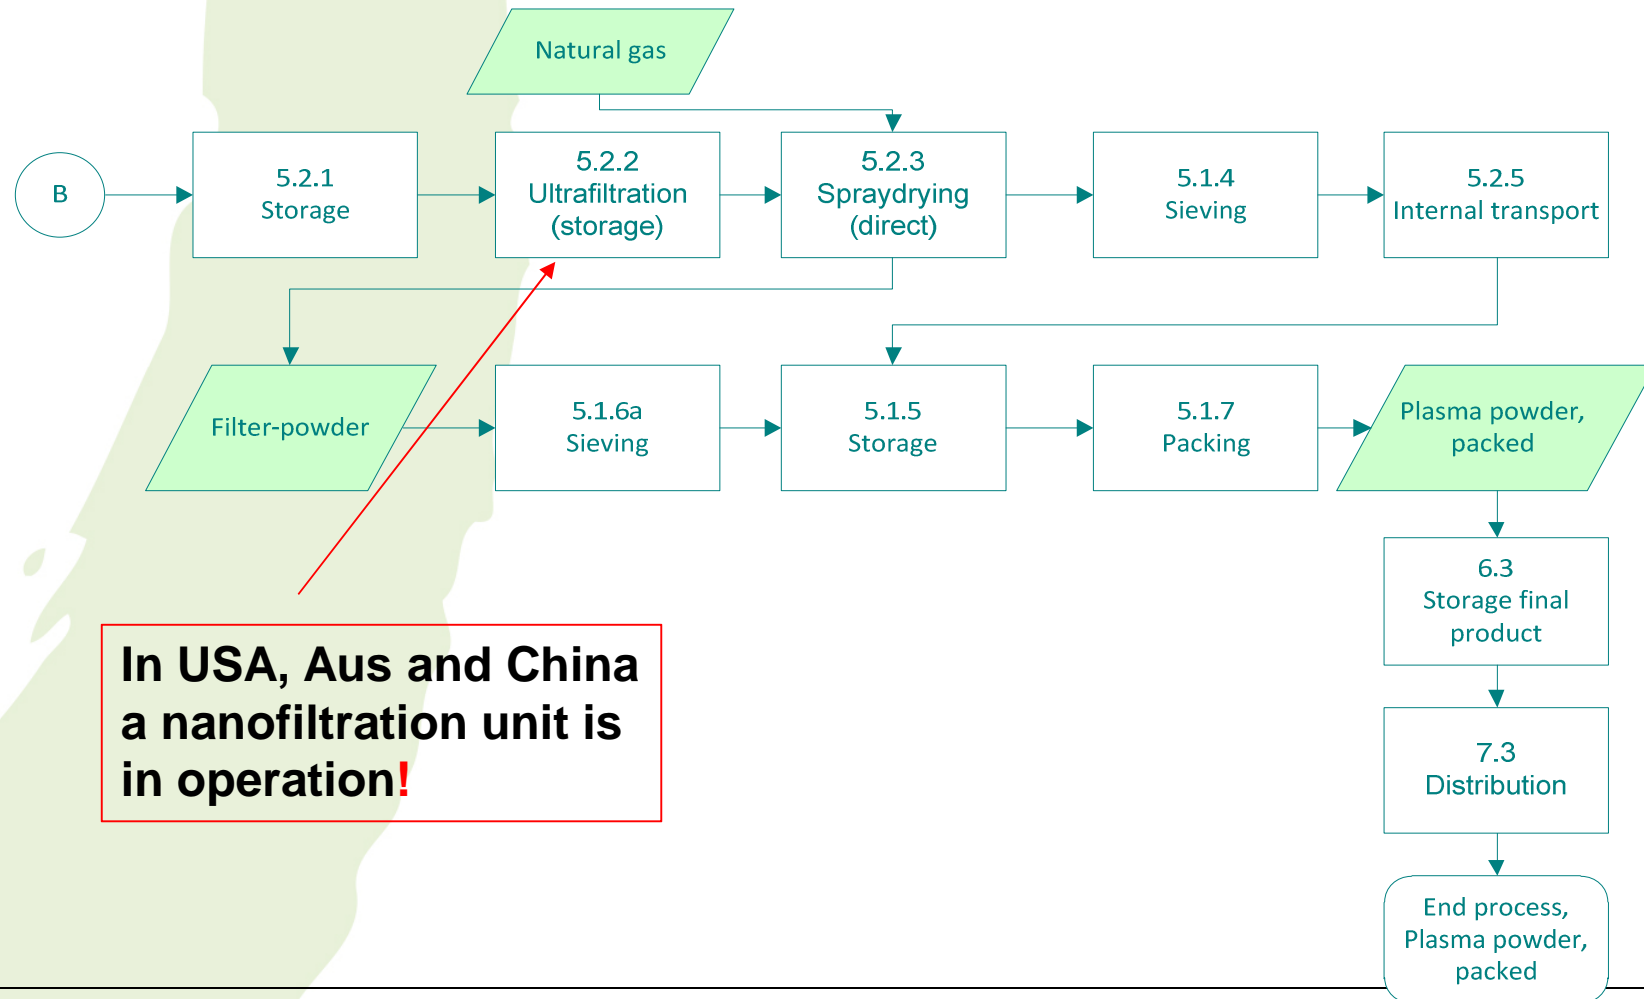 Natural gas
B
5.2.1
Storage
5.2.2
Ultrafiltration
(storage)
5.2.3
Spraydrying
(direct)
5.1.4
Sieving
5.2.5
Internal transport
Filter-powder
5.1.6a
Sieving
5.1.5
Storage
5.1.7
Packing
Plasma powder,
packed
6.3
Storage final
product
In USA, Aus and China
a nanofiltration unit is
in operation!
7.3
Distribution
End process,
Plasma powder,
packed